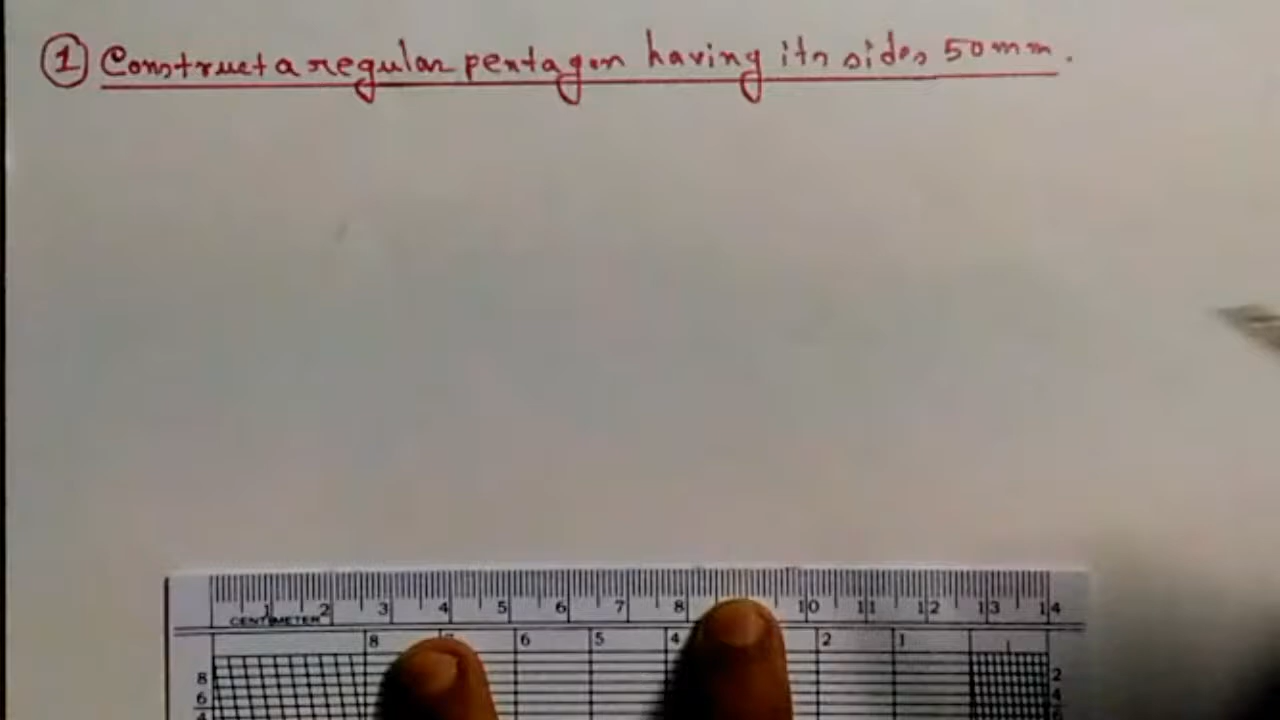 ① Construct a regular pentagon having its sides 50mm.
1 2 3 4 5 6 7 8 10 11 12 13 14
CENTIMETER
8 6 5 4 2 1
8 2
6 4
4